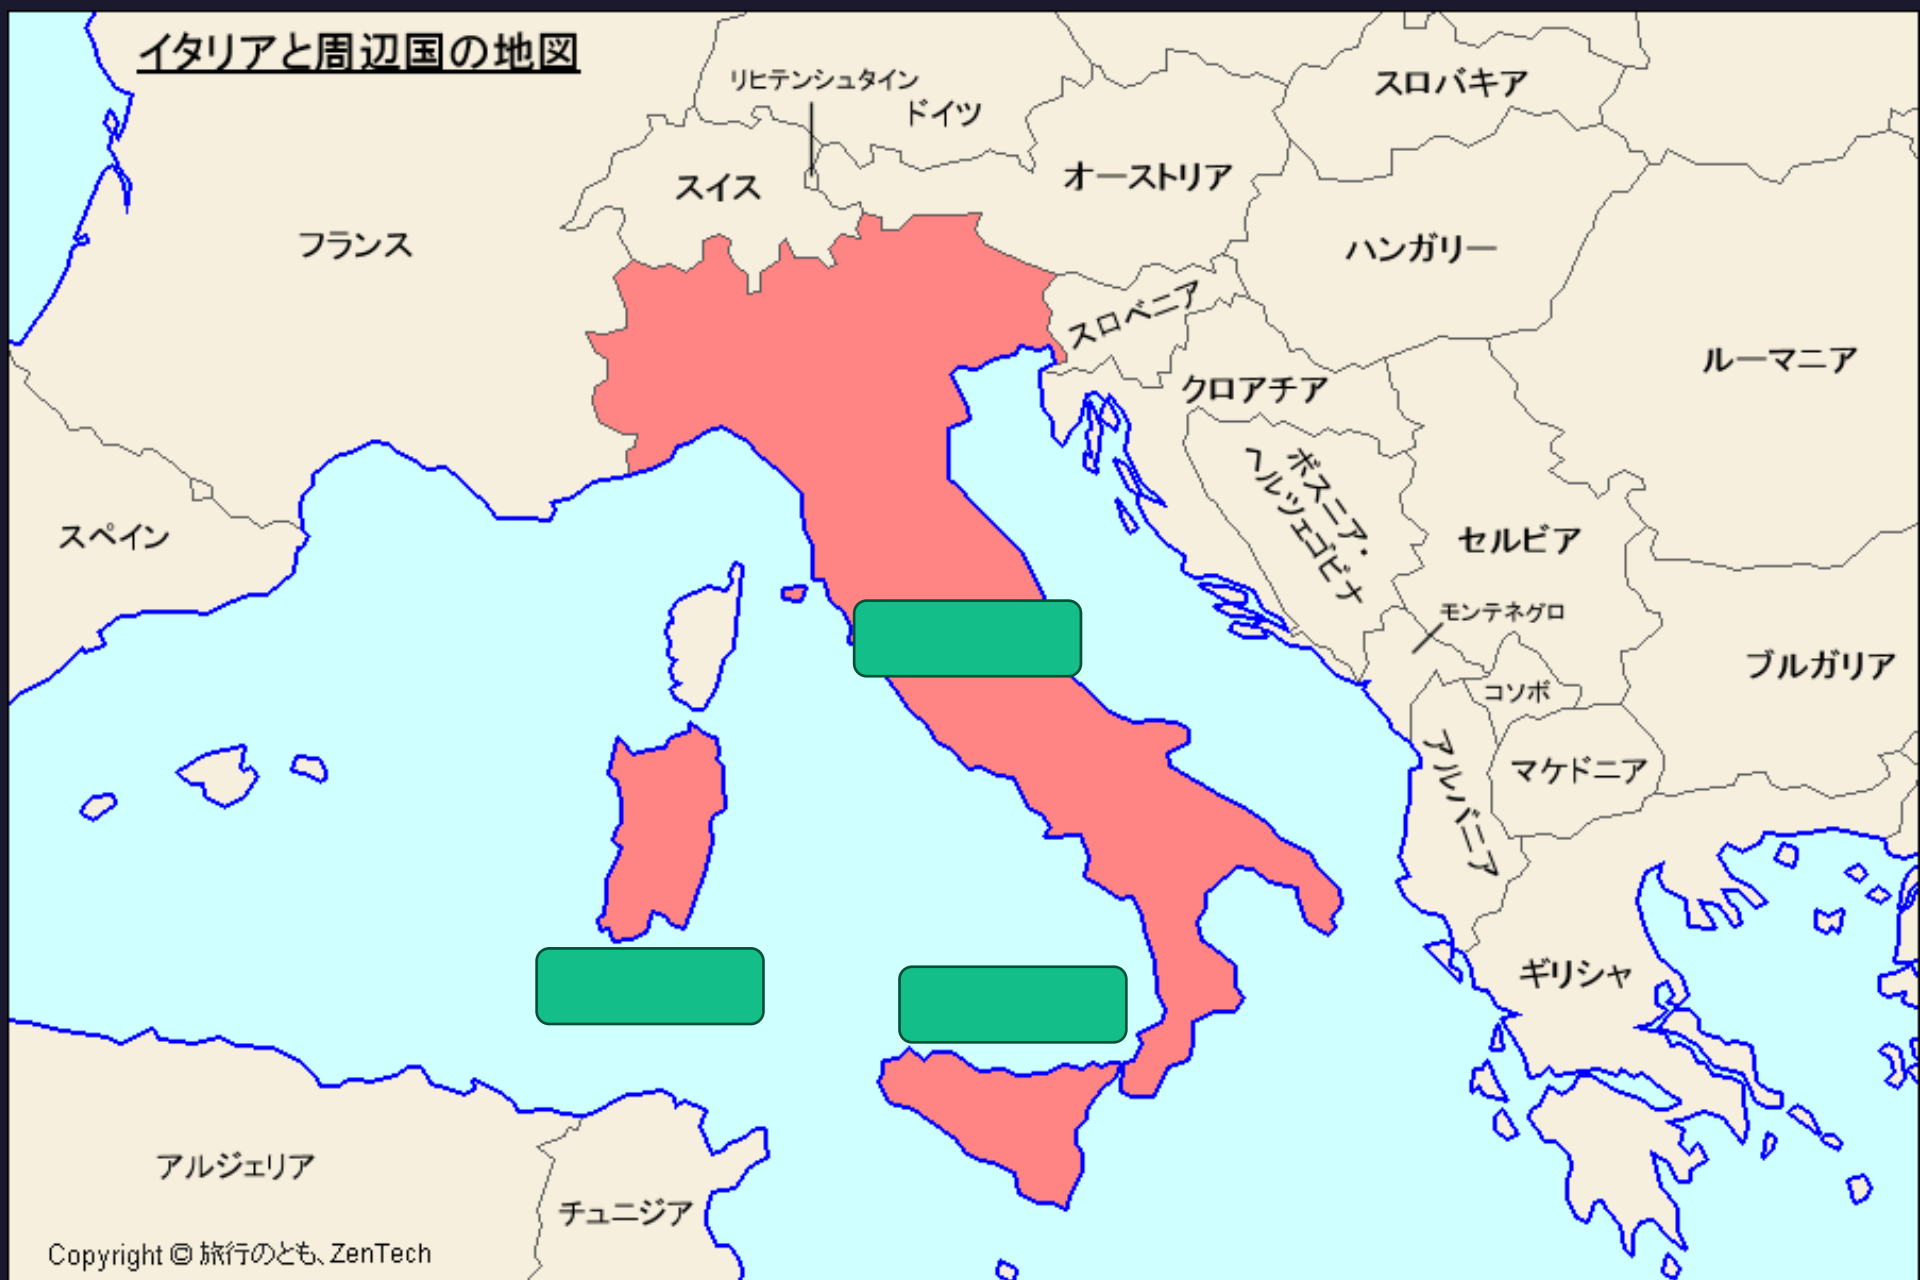 イタリアと周辺国の地図
リヒテンシュタイン
ドイツ
スロバキア
オーストリア
スイス
フランス
ハンガリー
スロベニア
ルーマニア
クロアチア
ボスニア・
ヘルツェゴビナ
スペイン
セルビア
モンテネグロ
ブルガリア
コソボ
マケドニア
アルバニア
ギリシャ
アルジェリア
チュニジア
Copyright © 旅行のとも、ZenTech